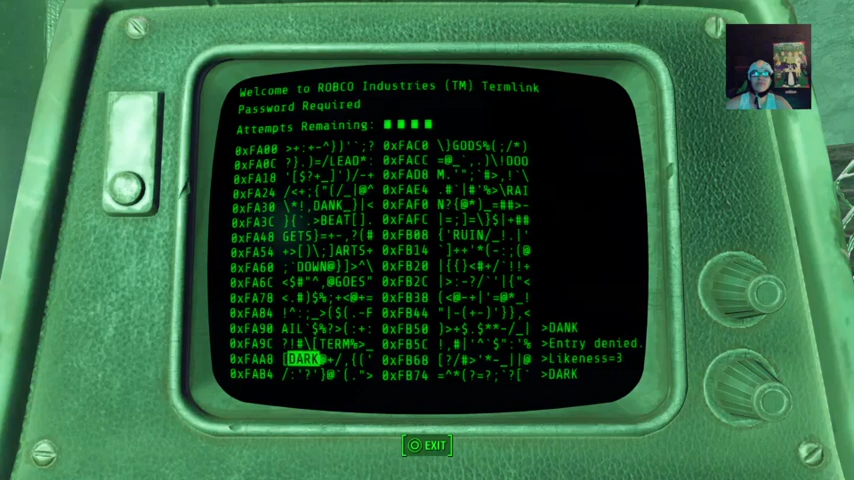 Welcome to ROBCO Industries (TM) Termlink
Password Required
Attempts Remaining: ■ ■ ■ ■
0xFA00 >+:+-^})'`;? 0xFAC0 \}GODS%(;/*)
0xFA0C ?}.)=/LEAD*: 0xFACC =@_`,.)\!DOO
0xFA18 '[$?+_]')/-+ 0xFAD8 M.'";`#>,!`\
0xFA24 /<+;{"(/_|@^ 0xFAE4 .#`|#'%>\RAI
0xFA30 \*!,DANK_}|< 0xFAF0 N?{@*)_=##>-
0xFA3C }{`.>BEAT[]. 0xFAFC |=;]=\}$|+##
0xFA48 GETS}=+-,?(# 0xFB08 {'RUIN/_!.|'
0xFA54 +>[)\;]ARTS+ 0xFB14 `]++'*(-:;(@
0xFA60 ;`DOWN@}]>^\ 0xFB20 |{{}<#+/`!!+
0xFA6C <$#"^,@GOES" 0xFB2C |>:-?/``'|{"
0xFA78 <.#)$%;+<@+= 0xFB38 (<@-+|'=@*_!
0xFA84 !^:;_>($(.-F 0xFB44 "|-(+-)'}},<
0xFA90 AIL`$%?>(:+: 0xFB50 )>+$.$**-/_| >DANK
0xFA9C ?!#\[TERM%>_ 0xFB5C !,#|'^$":'% >Entry denied.
0xFAA8 [DARK@+/,{(' 0xFB68 [?/#>'*-_||@ >Likeness=3
0xFAB4 /:'?'}@`(."> 0xFB74 =^*(?=?;`?[` >DARK
EXIT